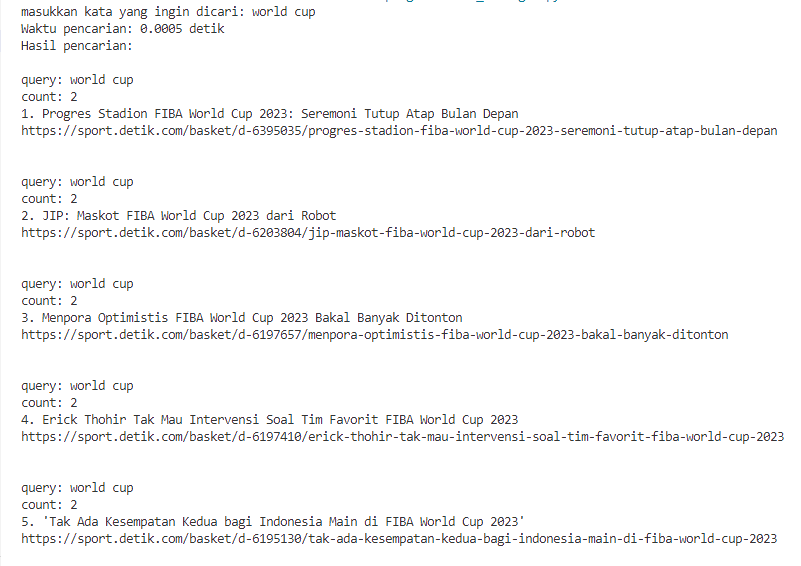 masukkan kata yang ingin dicari: world cup
Waktu pencarian: 0.0005 detik
Hasil pencarian:
query: world cup
count: 2
1. Progres Stadion FIBA World Cup 2023: Seremoni Tutup Atap Bulan Depan
https://sport.detik.com/basket/d-6395035/progres-stadion-fiba-world-cup-2023-seremoni-tutup-atap-bulan-depan
query: world cup
count: 2
2. JIP: Maskot FIBA World Cup 2023 dari Robot
https://sport.detik.com/basket/d-6203804/jip-maskot-fiba-world-cup-2023-dari-robot
query: world cup
count: 2
3. Menpora Optimistis FIBA World Cup 2023 Bakal Banyak Ditonton
https://sport.detik.com/basket/d-6197657/menpora-optimistis-fiba-world-cup-2023-bakal-banyak-ditonton
query: world cup
count: 2
4. Erick Thohir Tak Mau Intervensi Soal Tim Favorit FIBA World Cup 2023
https://sport.detik.com/basket/d-6197410/erick-thohir-tak-mau-intervensi-soal-tim-favorit-fiba-world-cup-2023
query: world cup
count: 2
5. 'Tak Ada Kesempatan Kedua bagi Indonesia Main di FIBA World Cup 2023'
https://sport.detik.com/basket/d-6195130/tak-ada-kesempatan-kedua-bagi-indonesia-main-di-fiba-world-cup-2023